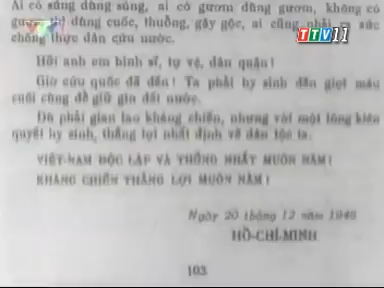 TTV11
Ai có súng dùng súng, ai có gươm dùng gươm, không có
gươm thì dùng cuốc, thuổng, gậy gộc, ai cũng phải ra sức
chống thực dân cứu nước.
Hỡi anh em binh sĩ, tự vệ, dân quân!
Giờ cứu quốc đã đến! Ta phải hy sinh đến giọt máu
cuối cùng để giữ gìn đất nước.
Dù phải gian lao kháng chiến, nhưng với một lòng kiên
quyết hy sinh, thắng lợi nhất định về dân tộc ta.
VIỆT-NAM ĐỘC LẬP VÀ THỐNG NHẤT MUÔN NĂM!
KHÁNG CHIẾN THẮNG LỢI MUÔN NĂM!
Ngày 20 tháng 12 năm 1946
HỒ-CHÍ-MINH
103